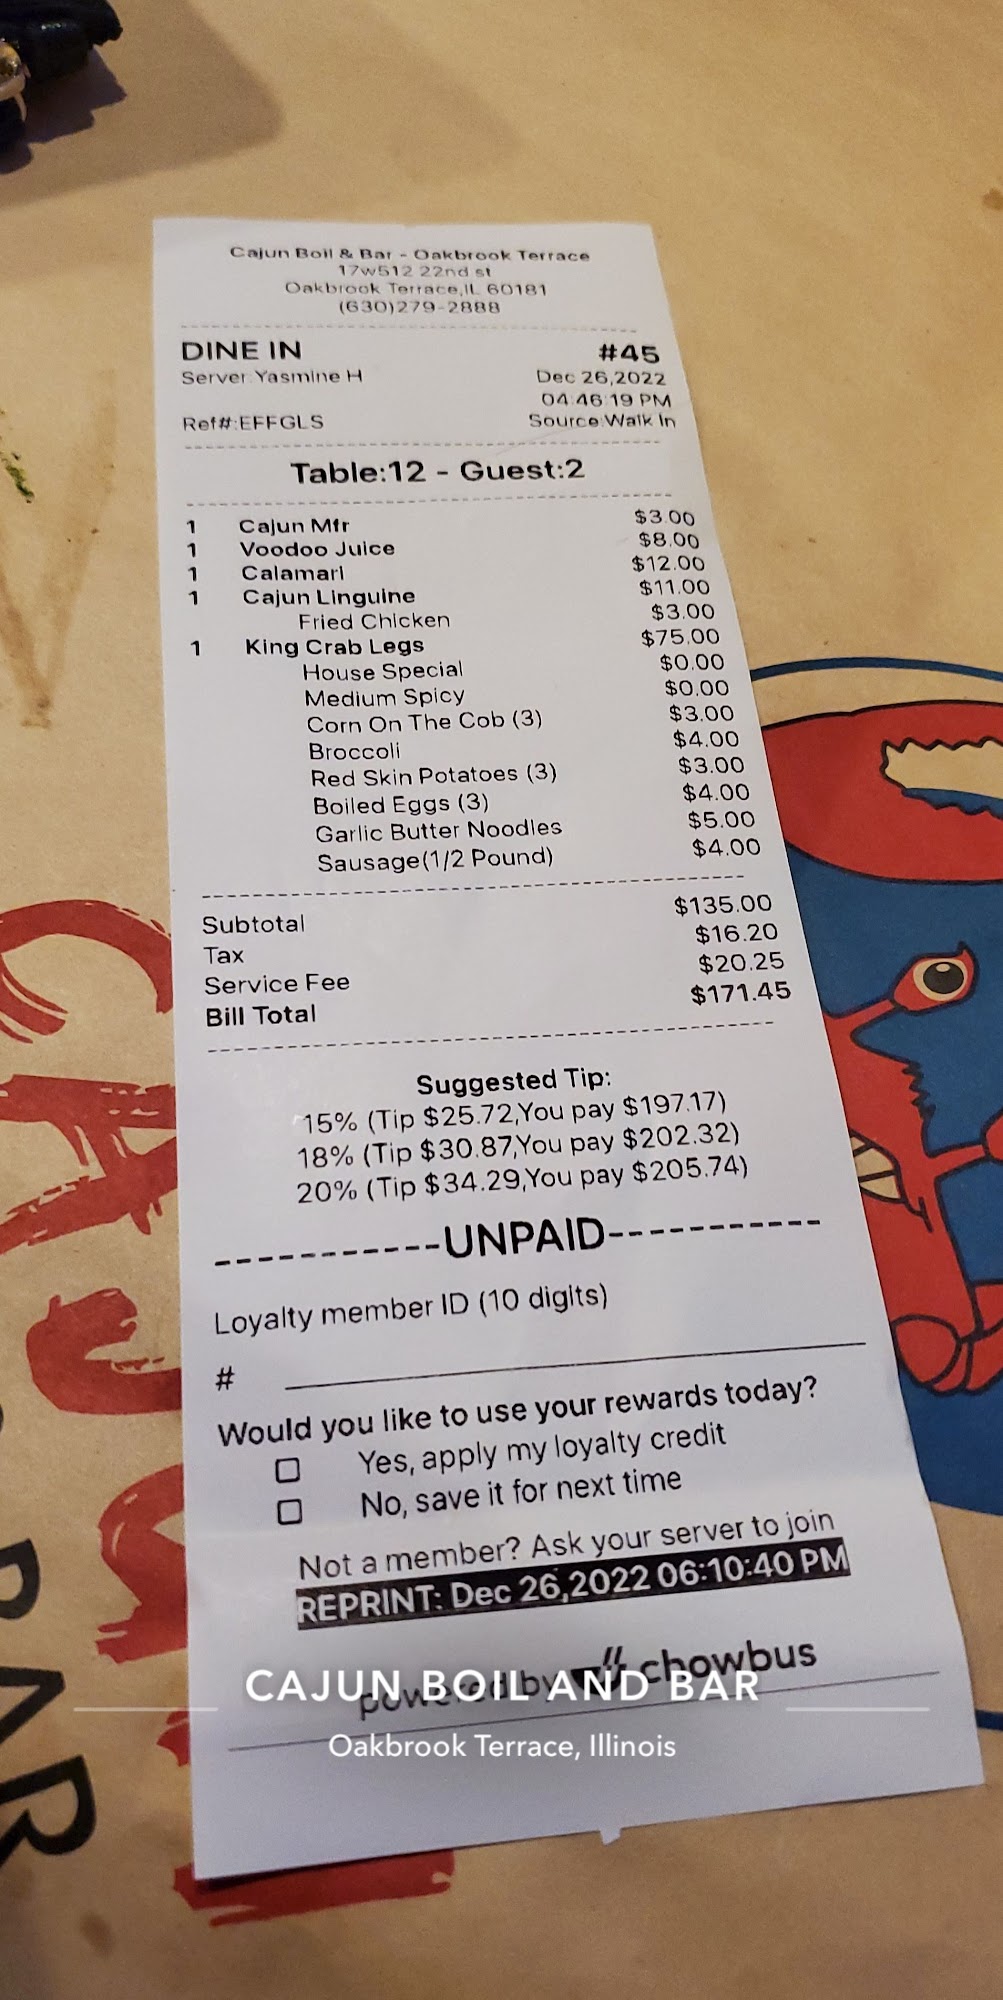 Cajun Boil & Bar - Oakbrook Terrace
17w512 22nd st
Oakbrook Terrace,IL 60181
(630)279-2888
DINE IN #45
Server:Yasmine H Dec 26,2022
04:46:19 PM
Ref#:EFFGLS Source:Walk In
Table:12 - Guest:2
1 Cajun Mfr $3.00
1 Voodoo Juice $8.00
1 Calamari $12.00
1 Cajun Linguine $11.00
Fried Chicken $3.00
1 King Crab Legs $75.00
House Special $0.00
Medium Spicy $0.00
Corn On The Cob (3) $3.00
Broccoli $4.00
Red Skin Potatoes (3) $3.00
Boiled Eggs (3) $4.00
Garlic Butter Noodles $5.00
Sausage(1/2 Pound) $4.00
Subtotal $135.00
Tax $16.20
Service Fee $20.25
Bill Total $171.45
Suggested Tip:
15% (Tip $25.72,You pay $197.17)
18% (Tip $30.87,You pay $202.32)
20% (Tip $34.29,You pay $205.74)
-----------UNPAID-----------
Loyalty member ID (10 digits)
#
Would you like to use your rewards today?
Yes, apply my loyalty credit
No, save it for next time
Not a member? Ask your server to join
REPRINT: Dec 26,2022 06:10:40 PM
powered by chowbus
CAJUN BOIL AND BAR
Oakbrook Terrace, Illinois